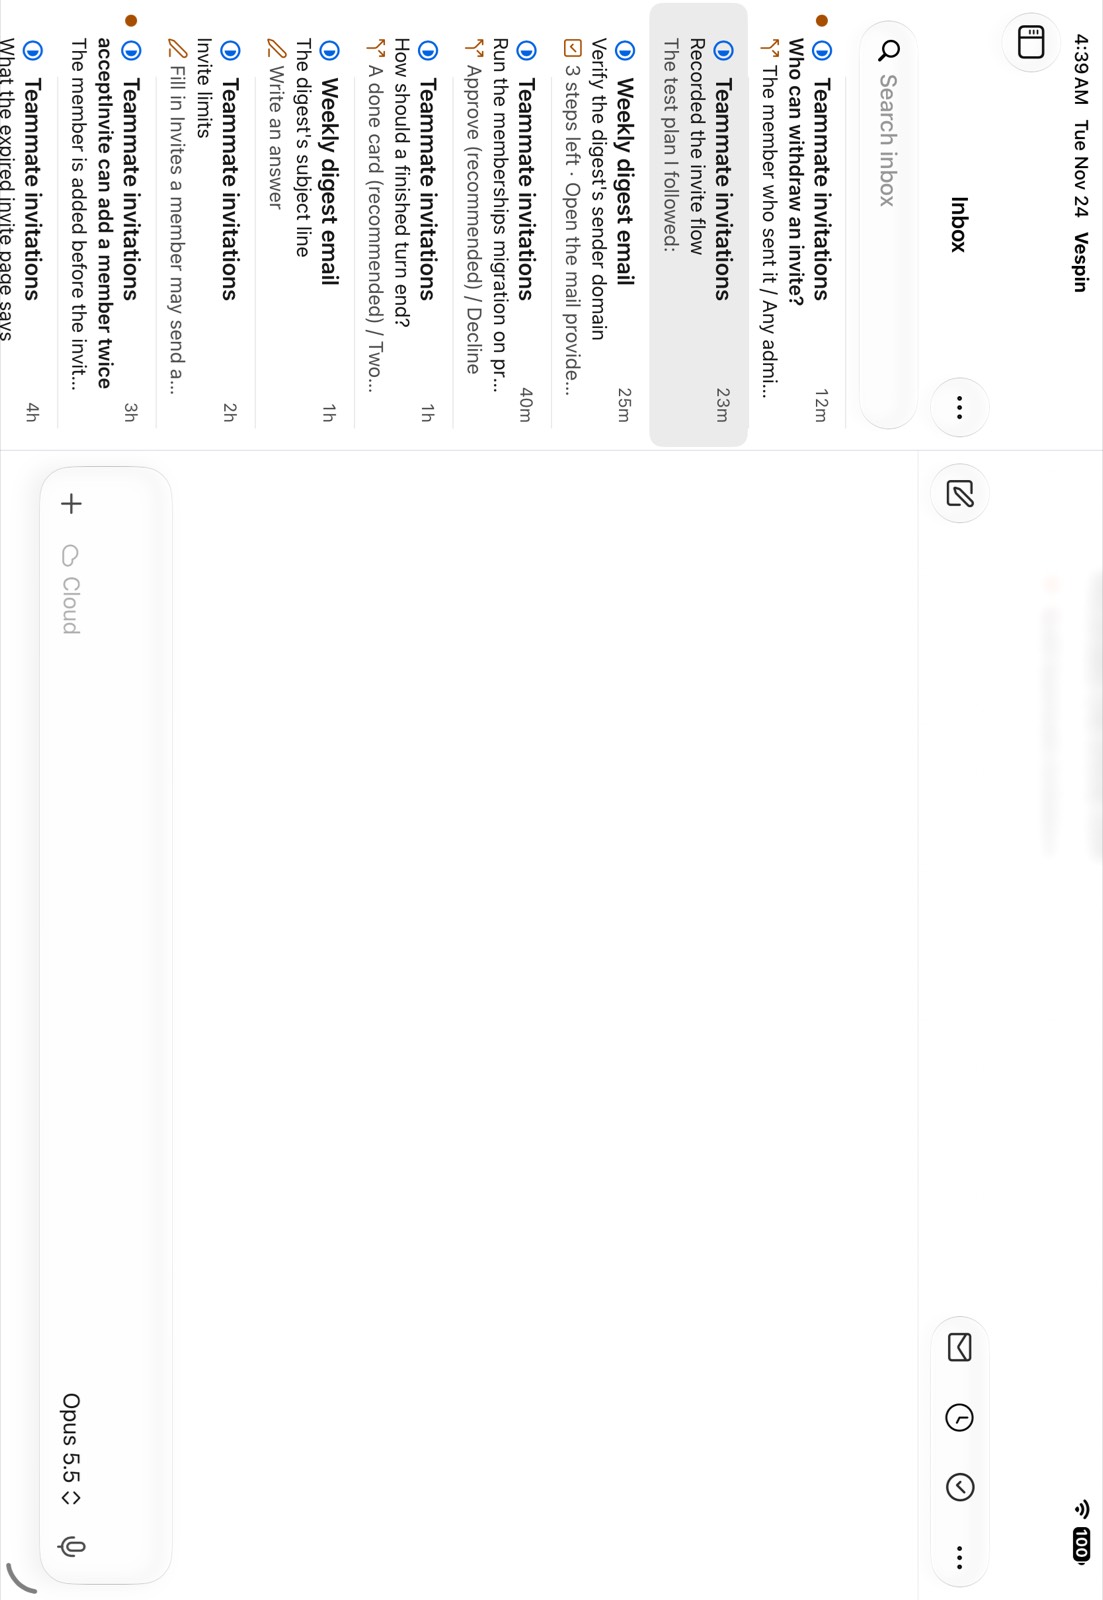 4:39 AM Tue Nov 24 Vespin
100
Inbox
Search inbox
Teammate invitations 12m
Who can withdraw an invite?
The member who sent it / Any admi...
Teammate invitations 23m
Recorded the invite flow
The test plan I followed:
Weekly digest email 25m
Verify the digest's sender domain
3 steps left · Open the mail provide...
Teammate invitations 40m
Run the memberships migration on pr...
Approve (recommended) / Decline
Teammate invitations 1h
How should a finished turn end?
A done card (recommended) / Two...
Weekly digest email 1h
The digest's subject line
Write an answer
Teammate invitations 2h
Invite limits
Fill in Invites a member may send a...
Teammate invitations 3h
acceptInvite can add a member twice
The member is added before the invit...
Teammate invitations 4h
What the expired invite page says
Cloud
Opus 5.5